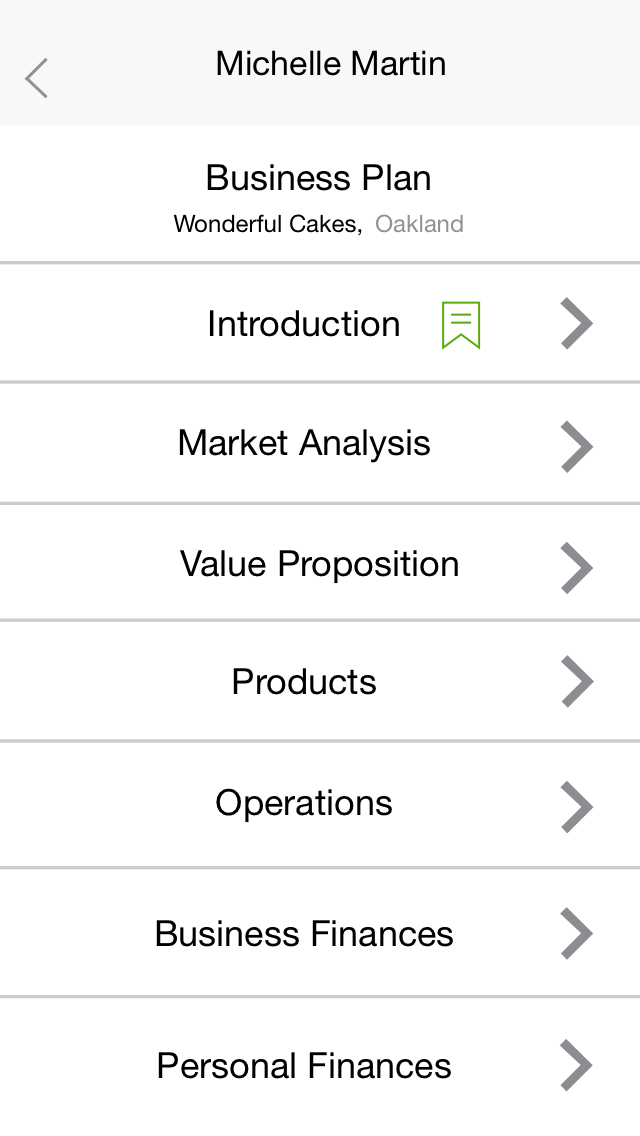 Michelle Martin
Business Plan
Wonderful Cakes, Oakland
Introduction
Market Analysis
Value Proposition
Products
Operations
Business Finances
Personal Finances